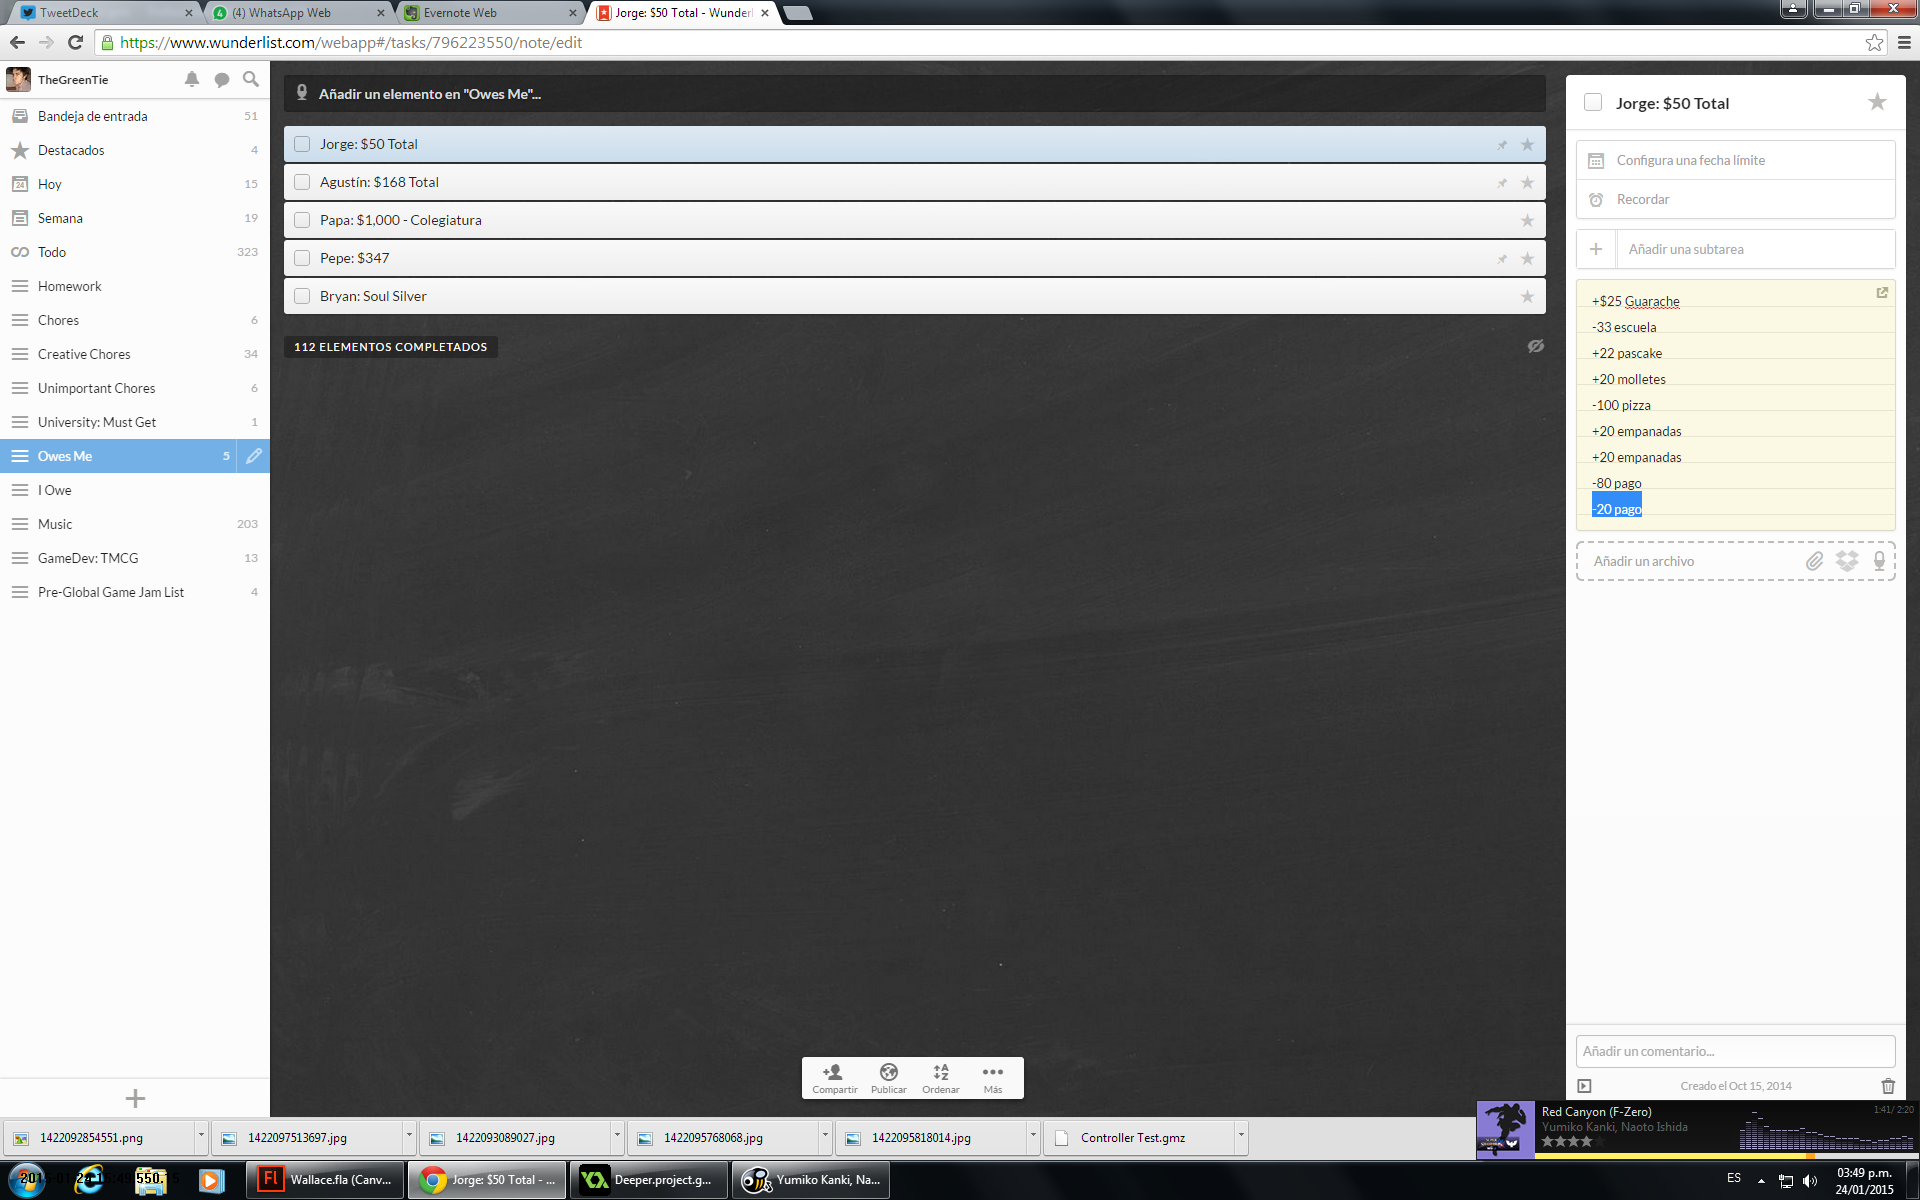 TweetDeck
(4) WhatsApp Web
Evernote Web
Jorge: $50 Total - Wunderl
https://www.wunderlist.com/webapp#/tasks/796223550/note/edit
TheGreenTie
Bandeja de entrada 51
Destacados 4
24 Hoy 15
Semana 19
Todo 323
Homework
Chores 6
Creative Chores 34
Unimportant Chores 6
University: Must Get 1
Owes Me 5
I Owe
Music 203
GameDev: TMCG 13
Pre-Global Game Jam List 4
Añadir un elemento en "Owes Me"...
Jorge: $50 Total
Agustín: $168 Total
Papa: $1,000 - Colegiatura
Pepe: $347
Bryan: Soul Silver
112 ELEMENTOS COMPLETADOS
Compartir
Publicar
Ordenar
Más
Jorge: $50 Total
Configura una fecha límite
Recordar
Añadir una subtarea
+$25 Guarache
-33 escuela
+22 pascake
+20 molletes
-100 pizza
+20 empanadas
+20 empanadas
-80 pago
-20 pago
Añadir un archivo
Añadir un comentario...
Creado el Oct 15, 2014
1422092854551.png
1422097513697.jpg
1422093089027.jpg
1422095768068.jpg
1422095818014.jpg
Controller Test.gmz
Red Canyon (F-Zero)
1:41/ 2:20
Yumiko Kanki, Naoto Ishida
Wallace.fla (Canv...
Jorge: $50 Total - ...
Deeper.project.g...
Yumiko Kanki, Na...
ES
03:49 p.m.
24/01/2015